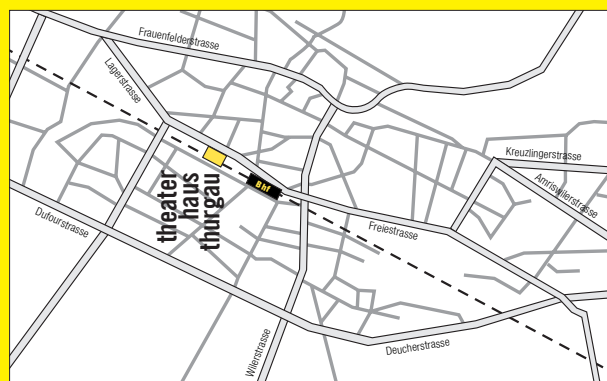 Frauenfelderstrasse
Lagerstrasse
Kreuzlingerstrasse
Amriswilerstrasse
theater
haus
thurgau
Bhf
Dufourstrasse
Freiestrasse
Wilerstrasse
Deucherstrasse